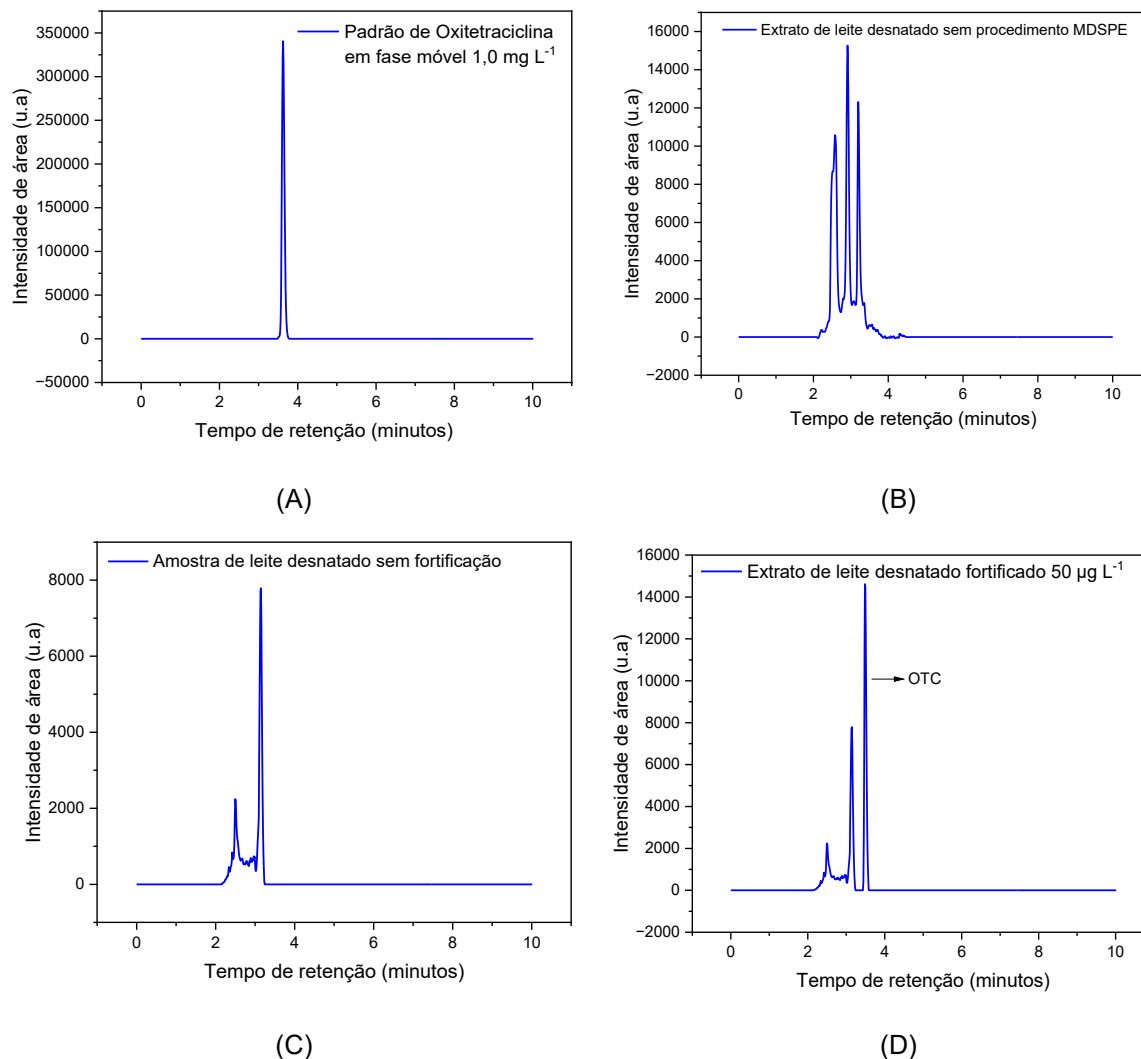 Padrão de Oxitetraciclina
em fase móvel 1,0 mg L⁻¹
350000
300000
250000
200000
150000
100000
50000
0
−50000
Intensidade de área (u.a)
0 2 4 6 8 10
Tempo de retenção (minutos)
(A)
Extrato de leite desnatado sem procedimento MDSPE
16000
14000
12000
10000
8000
6000
4000
2000
0
−2000
Intensidade de área (u.a)
0 2 4 6 8 10
Tempo de retenção (minutos)
(B)
Amostra de leite desnatado sem fortificação
8000
6000
4000
2000
0
Intensidade de área (u.a)
0 2 4 6 8 10
Tempo de retenção (minutos)
(C)
Extrato de leite desnatado fortificado 50 µg L⁻¹
16000
14000
12000
10000
8000
6000
4000
2000
0
−2000
OTC
Intensidade de área (u.a)
0 2 4 6 8 10
Tempo de retenção (minutos)
(D)